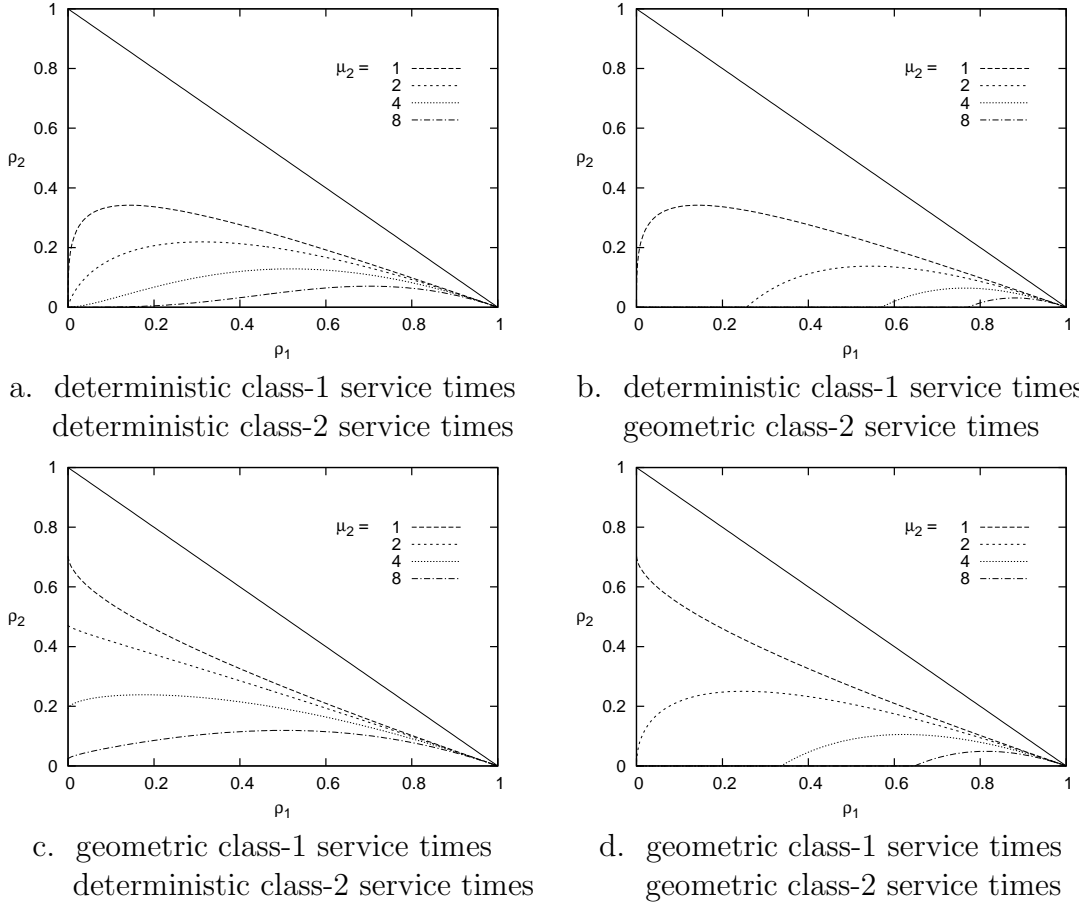 1
0.8
0.6
0.4
0.2
0
ρ2
μ2 = 1
2
4
8
0 0.2 0.4 0.6 0.8 1
ρ1
a. deterministic class-1 service times
deterministic class-2 service times
1
0.8
0.6
0.4
0.2
0
ρ2
μ2 = 1
2
4
8
0 0.2 0.4 0.6 0.8 1
ρ1
b. deterministic class-1 service times
geometric class-2 service times
1
0.8
0.6
0.4
0.2
0
ρ2
μ2 = 1
2
4
8
0 0.2 0.4 0.6 0.8 1
ρ1
c. geometric class-1 service times
deterministic class-2 service times
1
0.8
0.6
0.4
0.2
0
ρ2
μ2 = 1
2
4
8
0 0.2 0.4 0.6 0.8 1
ρ1
d. geometric class-1 service times
geometric class-2 service times